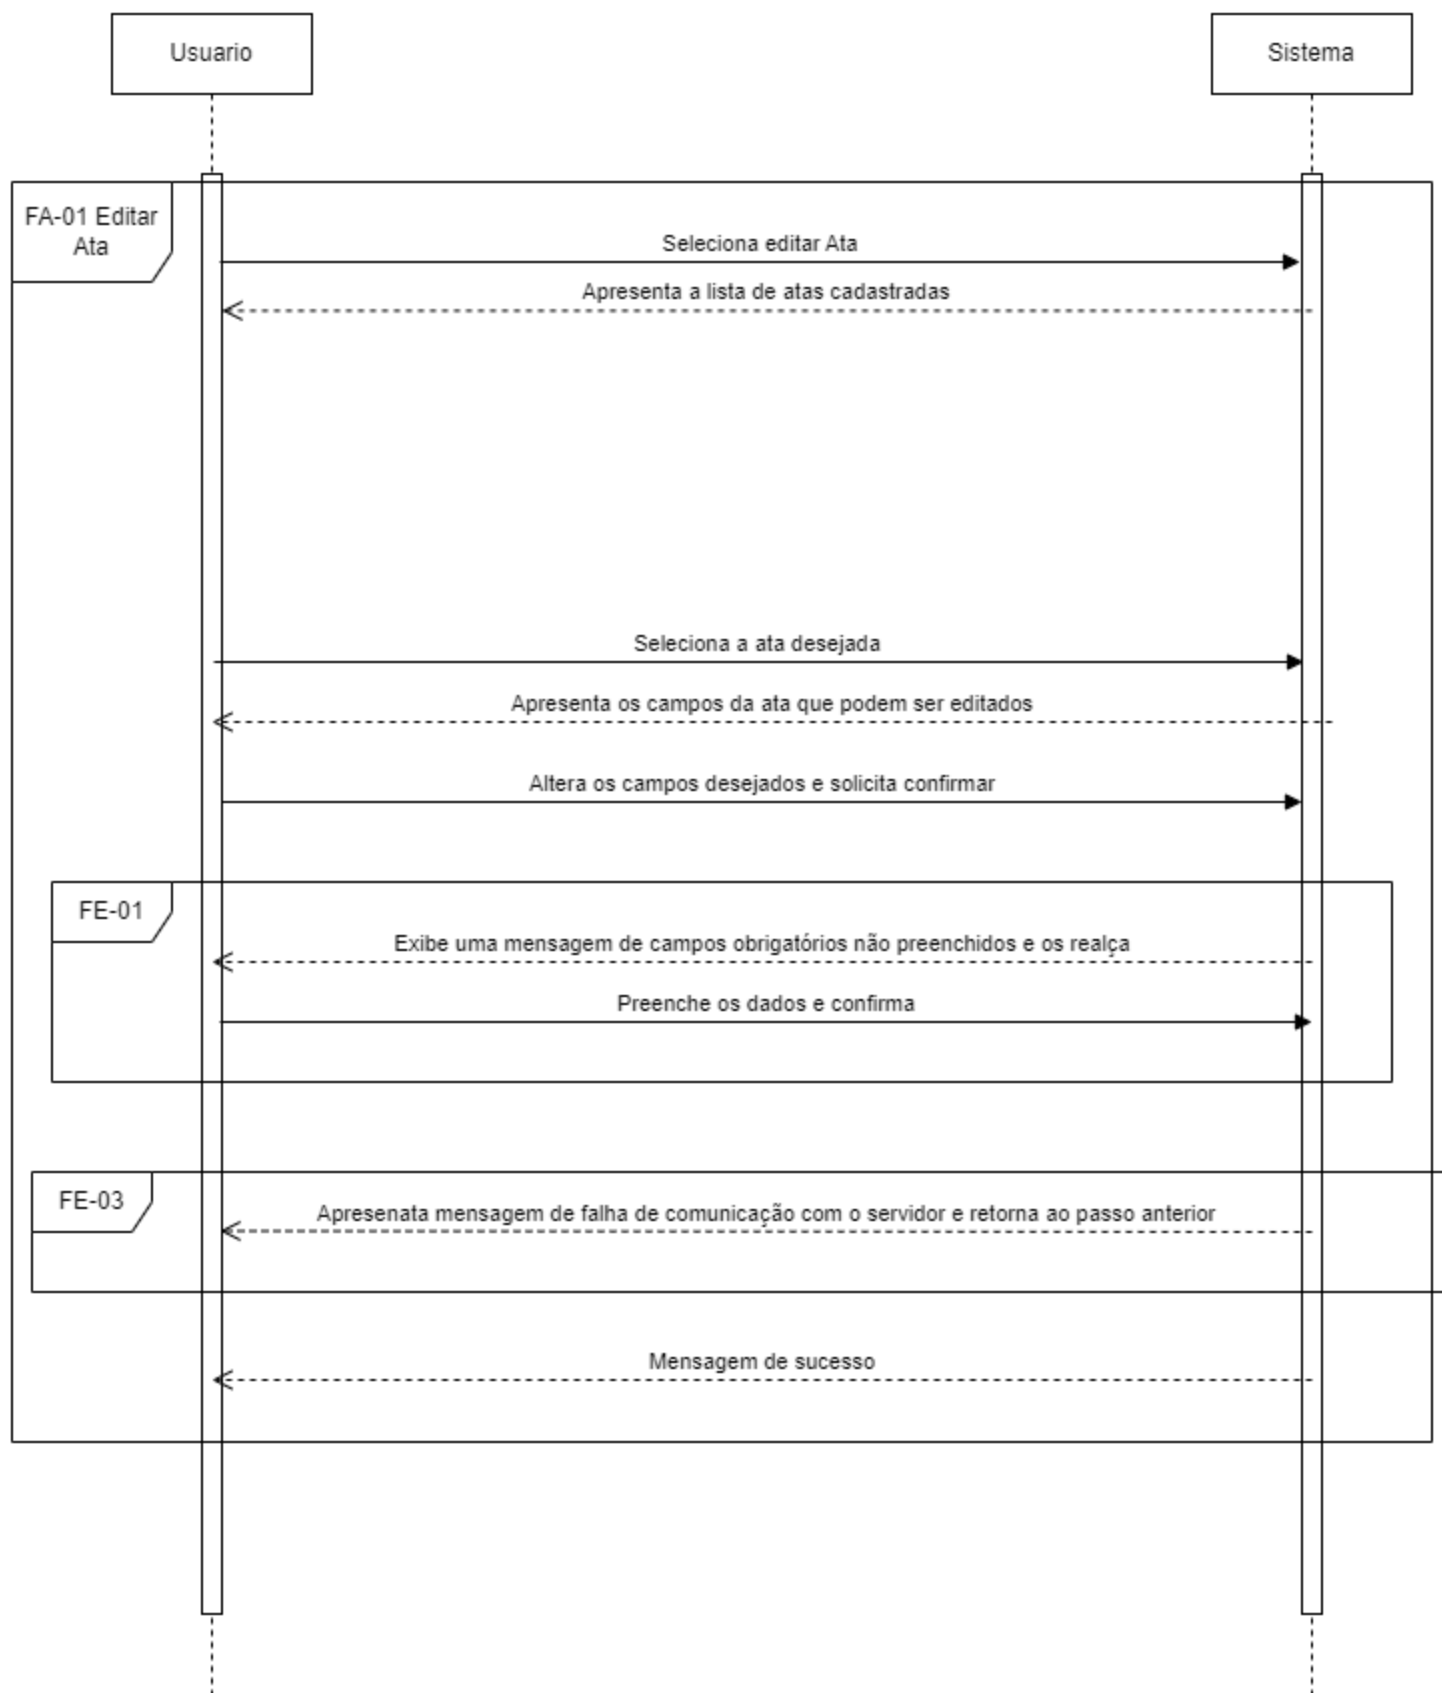 Usuario
Sistema
FA-01 Editar
Ata
Seleciona editar Ata
Apresenta a lista de atas cadastradas
Seleciona a ata desejada
Apresenta os campos da ata que podem ser editados
Altera os campos desejados e solicita confirmar
FE-01
Exibe uma mensagem de campos obrigatórios não preenchidos e os realça
Preenche os dados e confirma
FE-03
Apresenata mensagem de falha de comunicação com o servidor e retorna ao passo anterior
Mensagem de sucesso